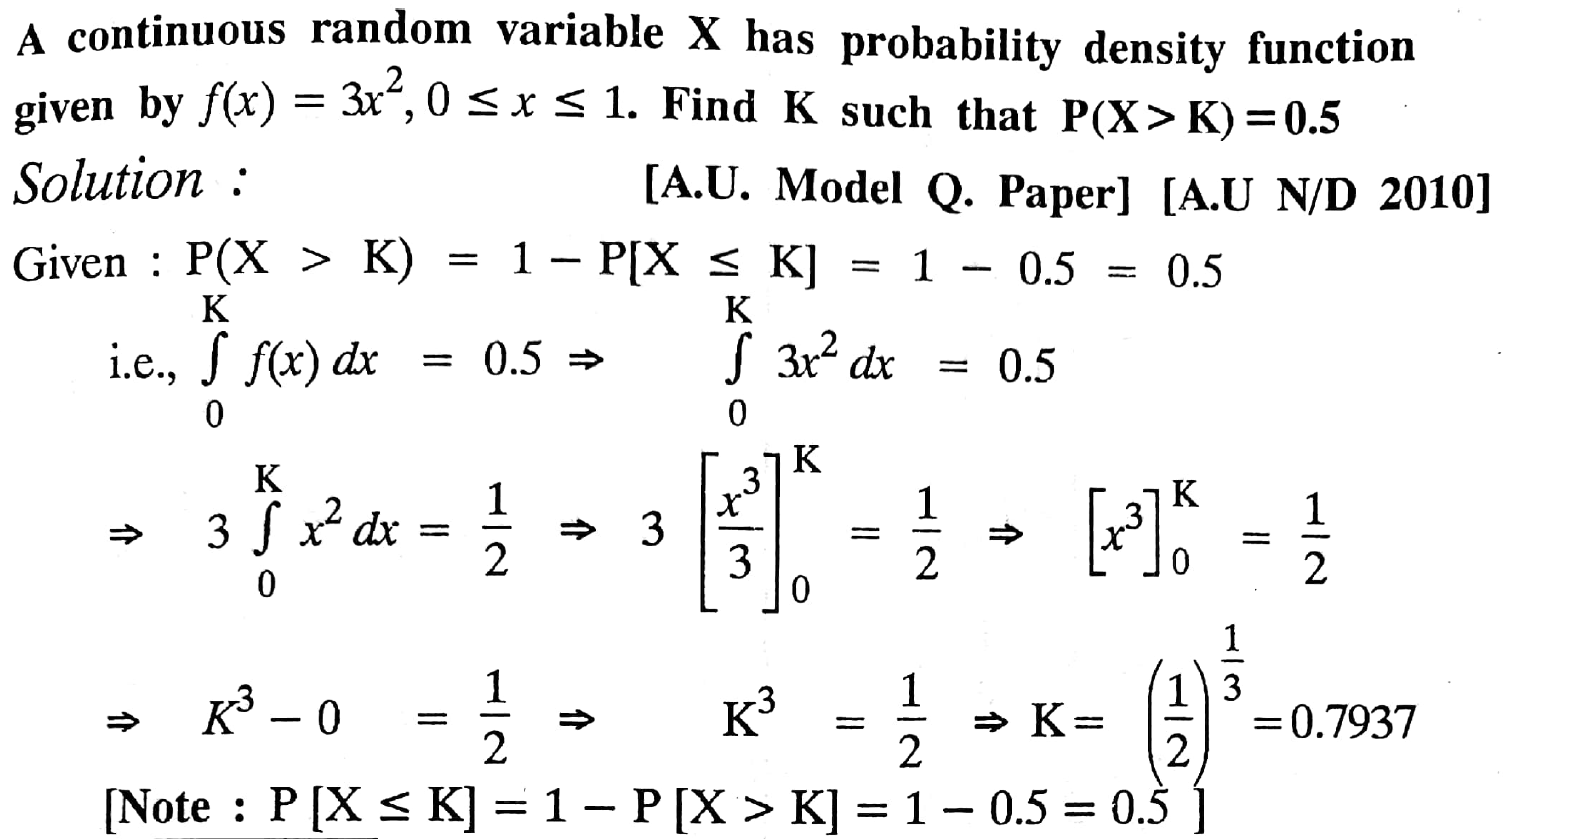 A continuous random variable X has probability density function
given by f(x) = 3x², 0 ≤ x ≤ 1. Find K such that P(X > K) = 0.5
Solution : [A.U. Model Q. Paper] [A.U N/D 2010]
Given : P(X > K) = 1 – P[X ≤ K] = 1 – 0.5 = 0.5
i.e., ∫₀ᴷ f(x) dx = 0.5 ⇒ ∫₀ᴷ 3x² dx = 0.5
⇒ 3 ∫₀ᴷ x² dx = 1/2 ⇒ 3 [x³/3]₀ᴷ = 1/2 ⇒ [x³]₀ᴷ = 1/2
⇒ K³ – 0 = 1/2 ⇒ K³ = 1/2 ⇒ K = (1/2)^(1/3) = 0.7937
[Note : P [X ≤ K] = 1 – P [X > K] = 1 – 0.5 = 0.5 ]